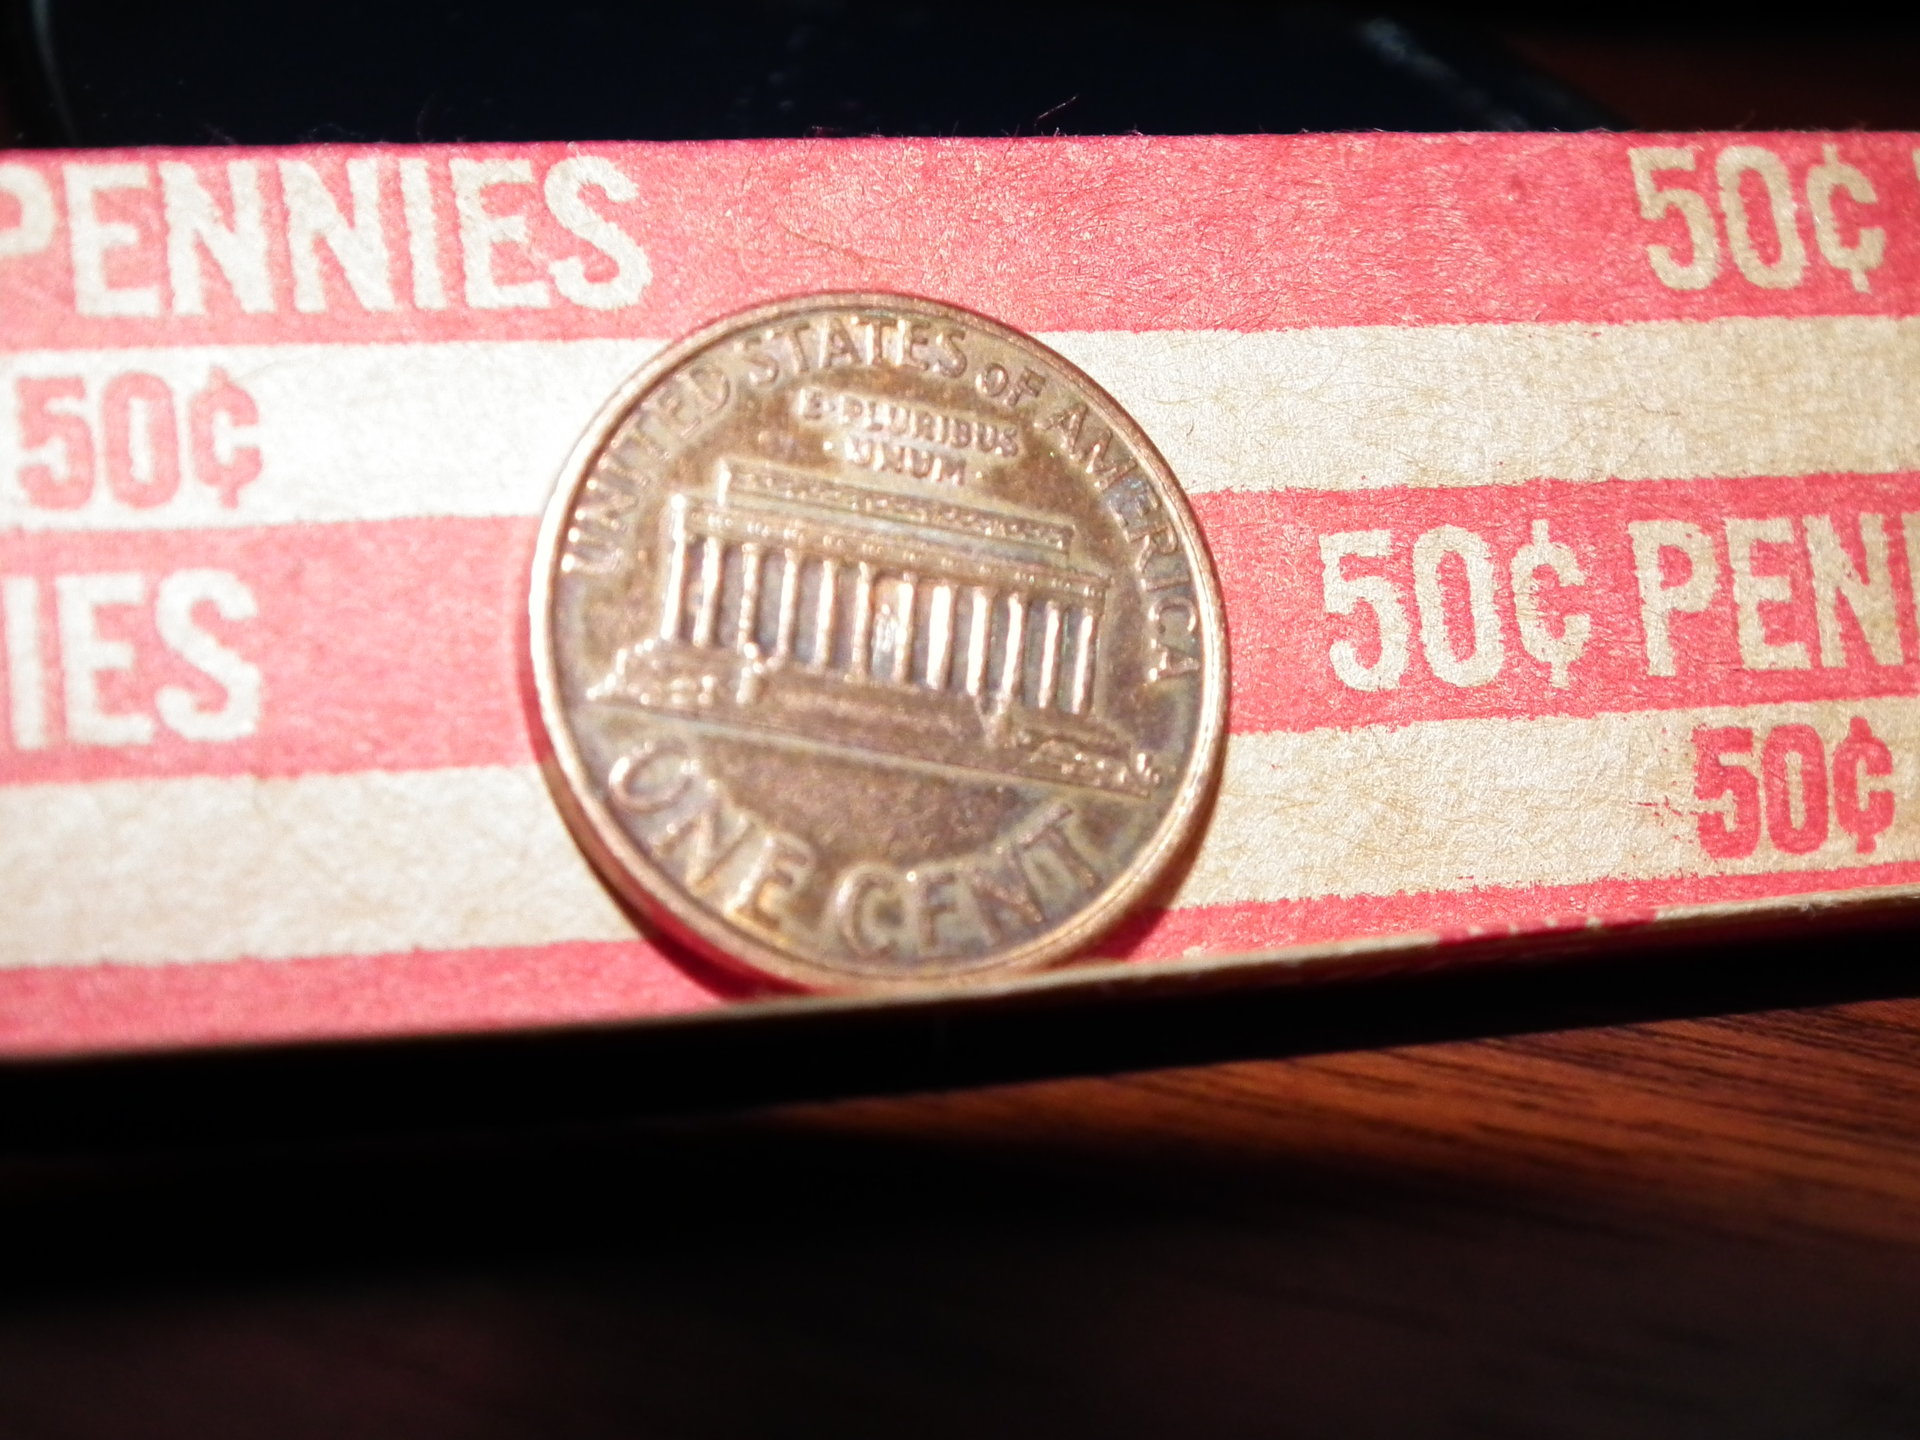 PENNIES
50¢
50¢
IES
50¢ PEN
50¢
UNITED STATES OF AMERICA
E·PLURIBUS
·UNUM·
ONE CENT